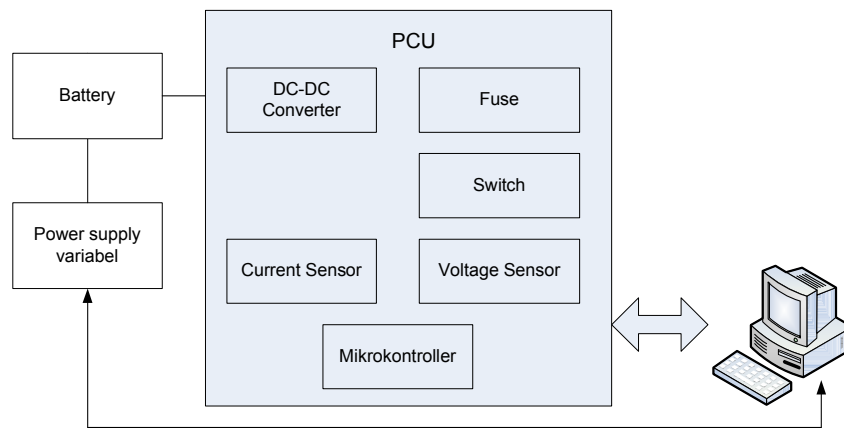 PCU
Battery
DC-DC
Converter
Fuse
Switch
Power supply
variabel
Current Sensor
Voltage Sensor
Mikrokontroller